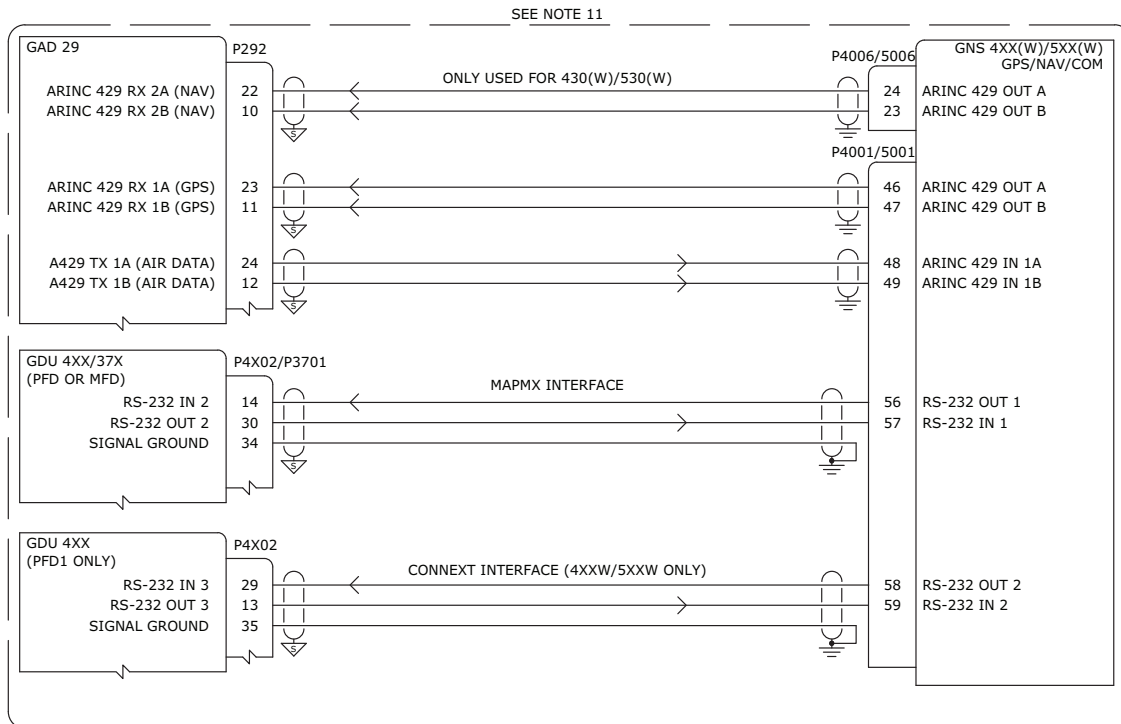 SEE NOTE 11
GAD 29
P292
P4006/5006
GNS 4XX(W)/5XX(W)
GPS/NAV/COM
ONLY USED FOR 430(W)/530(W)
ARINC 429 RX 2A (NAV) 22 24 ARINC 429 OUT A
ARINC 429 RX 2B (NAV) 10 23 ARINC 429 OUT B
S
P4001/5001
ARINC 429 RX 1A (GPS) 23 46 ARINC 429 OUT A
ARINC 429 RX 1B (GPS) 11 47 ARINC 429 OUT B
S
A429 TX 1A (AIR DATA) 24 48 ARINC 429 IN 1A
A429 TX 1B (AIR DATA) 12 49 ARINC 429 IN 1B
S
GDU 4XX/37X
(PFD OR MFD)
P4X02/P3701
MAPMX INTERFACE
RS-232 IN 2 14 56 RS-232 OUT 1
RS-232 OUT 2 30 57 RS-232 IN 1
SIGNAL GROUND 34
S
GDU 4XX
(PFD1 ONLY)
P4X02
CONNEXT INTERFACE (4XXW/5XXW ONLY)
RS-232 IN 3 29 58 RS-232 OUT 2
RS-232 OUT 3 13 59 RS-232 IN 2
SIGNAL GROUND 35
S